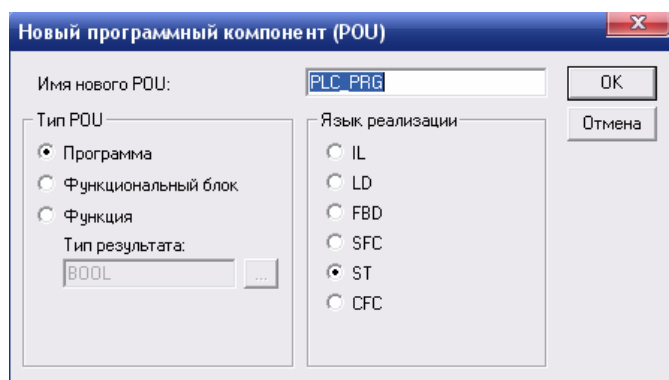 Новый программный компонент (POU)
Имя нового POU:
PLC_PRG
OK
Отмена
Тип POU
Программа
Функциональный блок
Функция
Тип результата:
BOOL
...
Язык реализации
IL
LD
FBD
SFC
ST
CFC